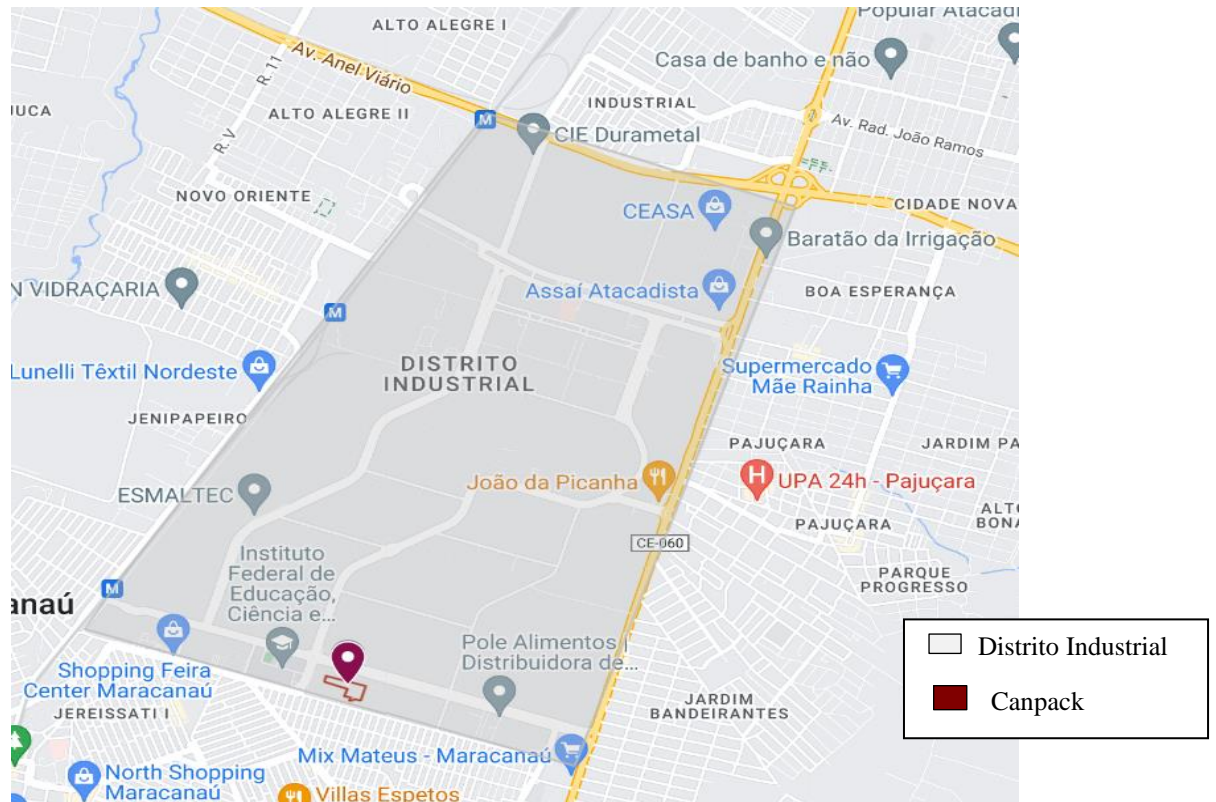 Popular Atacadi
ALTO ALEGRE I
Casa de banho e não
Av. Anel Viário
R. 11
INDUSTRIAL
JUCA
ALTO ALEGRE II
M
CIE Durametal
Av. Rad. João Ramos
R. V
NOVO ORIENTE
CEASA
CIDADE NOVA
Baratão da Irrigação
N VIDRAÇARIA
Assaí Atacadista
BOA ESPERANÇA
M
DISTRITO
INDUSTRIAL
Lunelli Têxtil Nordeste
Supermercado
Mãe Rainha
JENIPAPEIRO
PAJUÇARA
JARDIM PA
João da Picanha
H
UPA 24h - Pajuçara
ESMALTEC
ALT
BON
PAJUÇARA
CE-060
Instituto
Federal de
Educação,
Ciência e...
PARQUE
PROGRESSO
M
anaú
Pole Alimentos |
Distribuidora de...
Shopping Feira
Center Maracanaú
JEREISSATI I
JARDIM
BANDEIRANTES
Mix Mateus - Maracanaú
North Shopping
Maracanaú
Villas Espetos
Distrito Industrial
Canpack